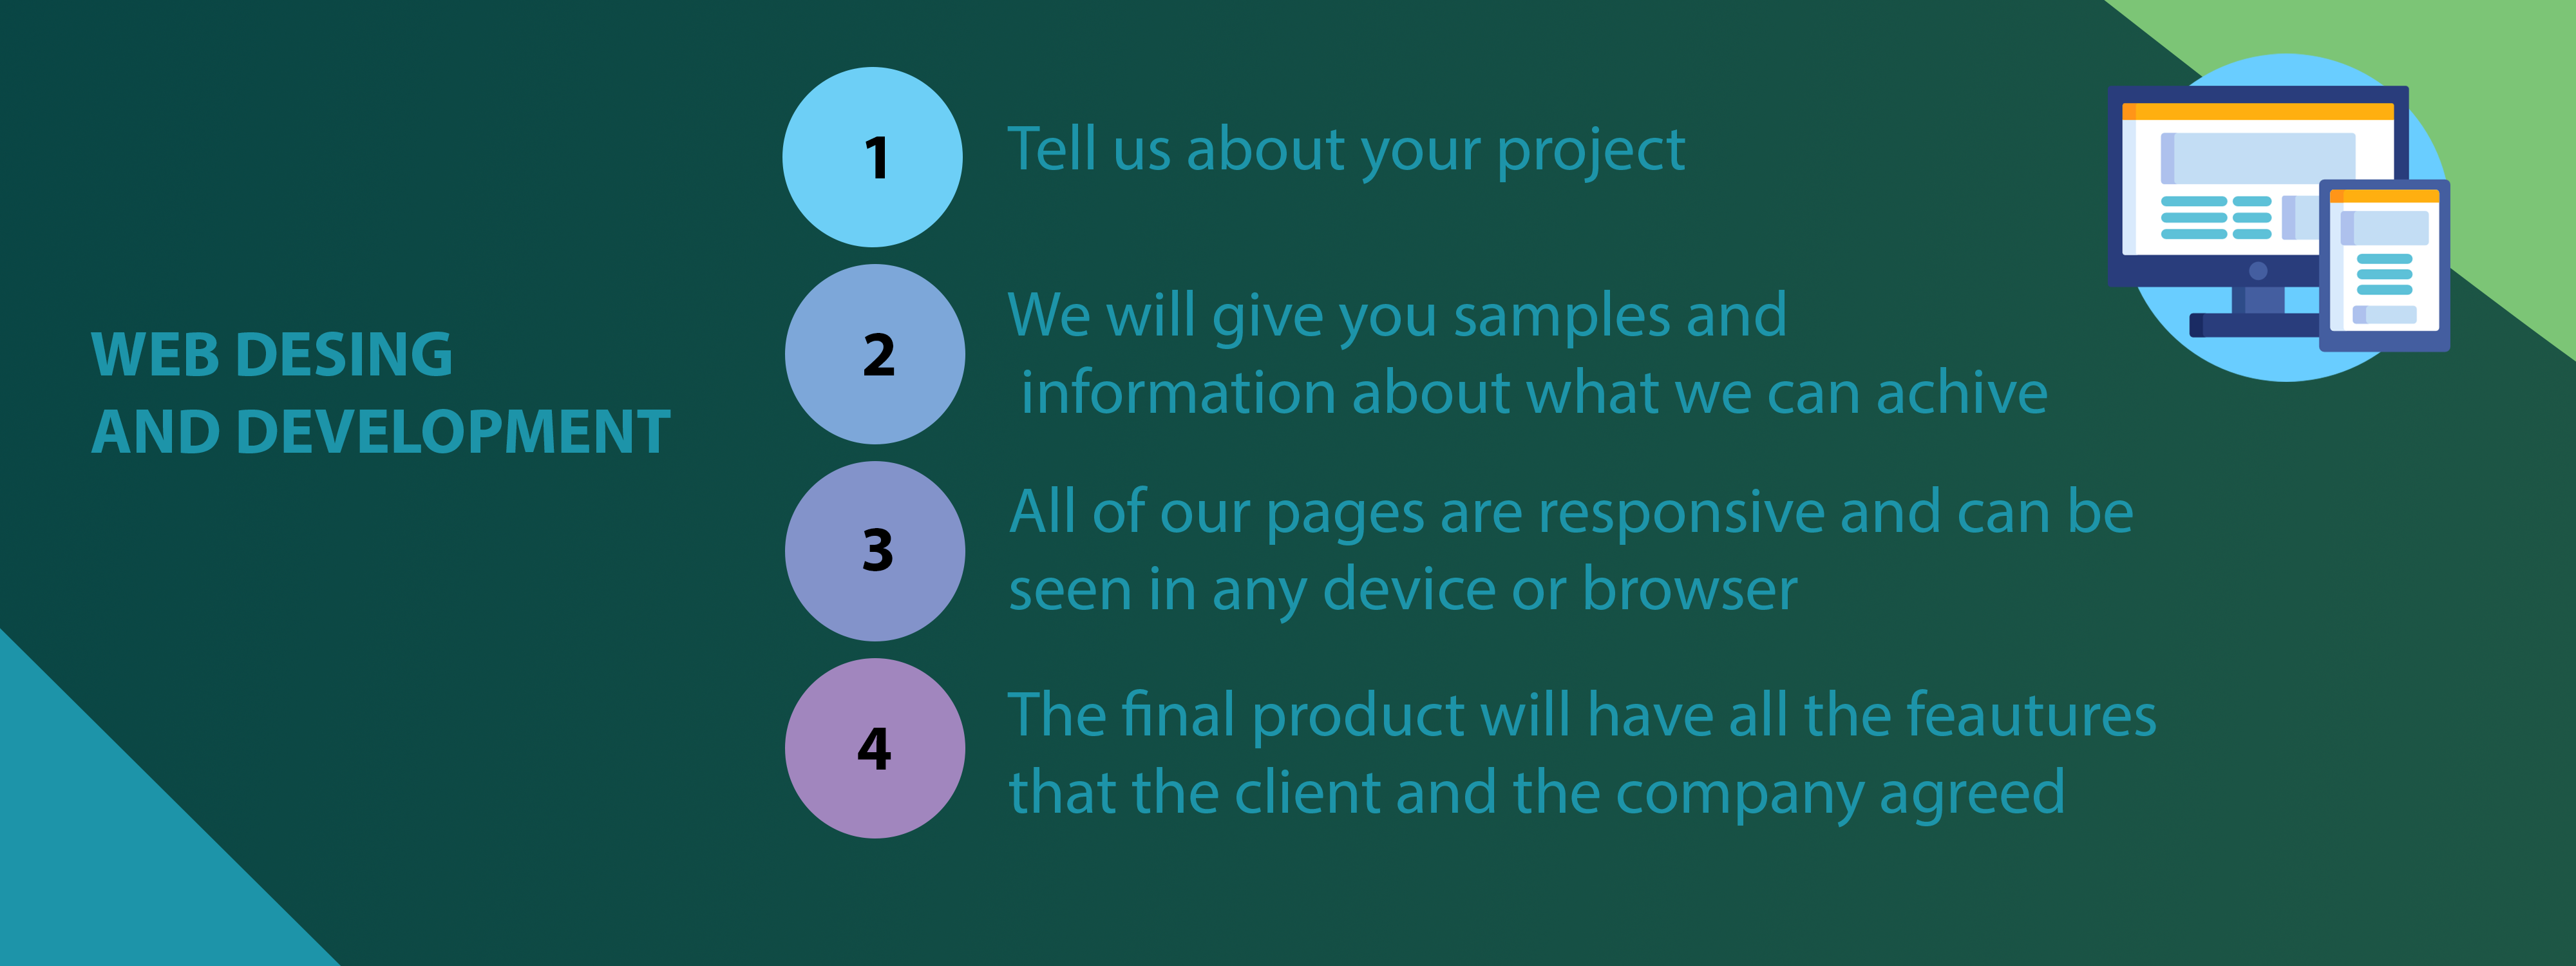 WEB DESING
AND DEVELOPMENT
1
Tell us about your project
2
We will give you samples and
information about what we can achive
3
All of our pages are responsive and can be
seen in any device or browser
4
The final product will have all the feautures
that the client and the company agreed